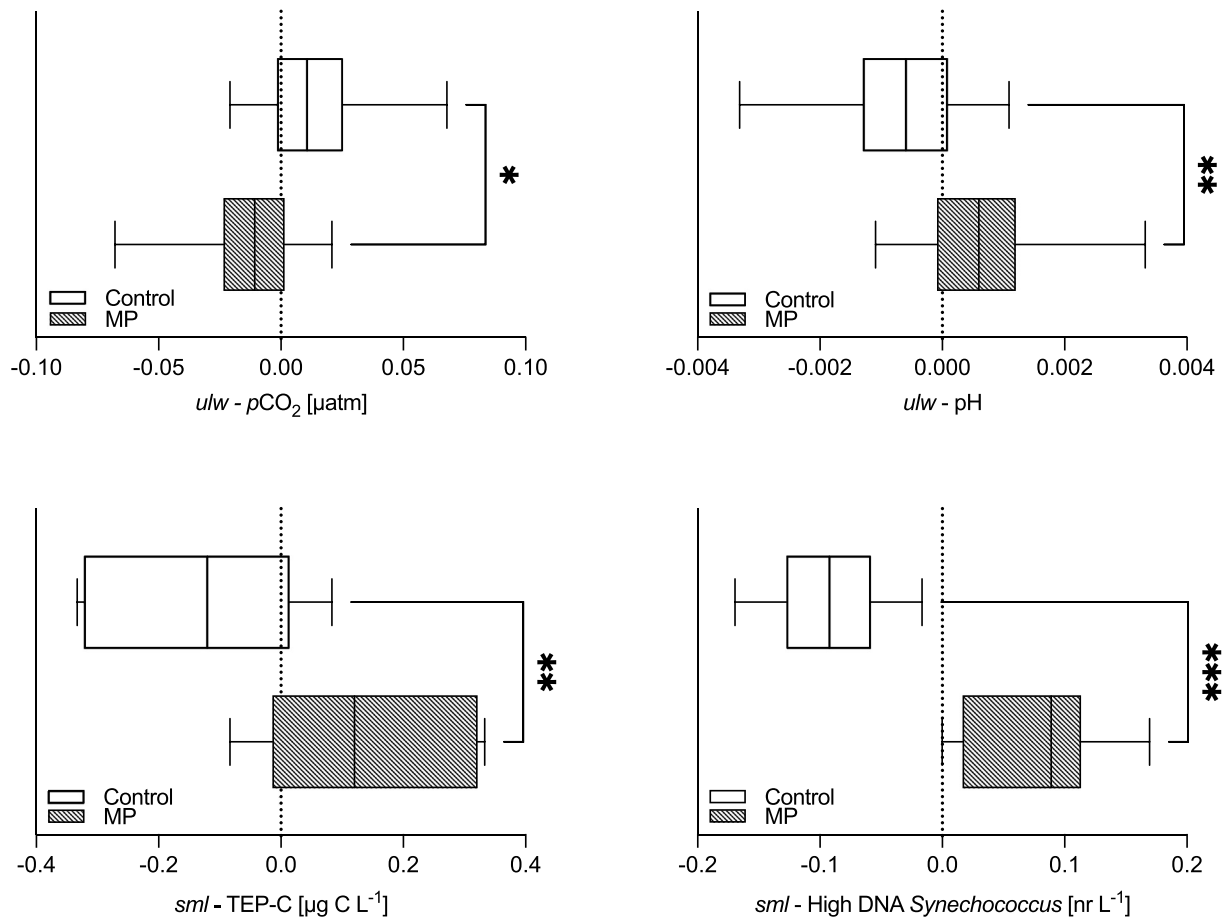 *
Control
MP
-0.10 -0.05 0.00 0.05 0.10
ulw - pCO₂ [µatm]
**
Control
MP
-0.004 -0.002 0.000 0.002 0.004
ulw - pH
**
Control
MP
-0.4 -0.2 0.0 0.2 0.4
sml - TEP-C [µg C L⁻¹]
***
Control
MP
-0.2 -0.1 0.0 0.1 0.2
sml - High DNA Synechococcus [nr L⁻¹]